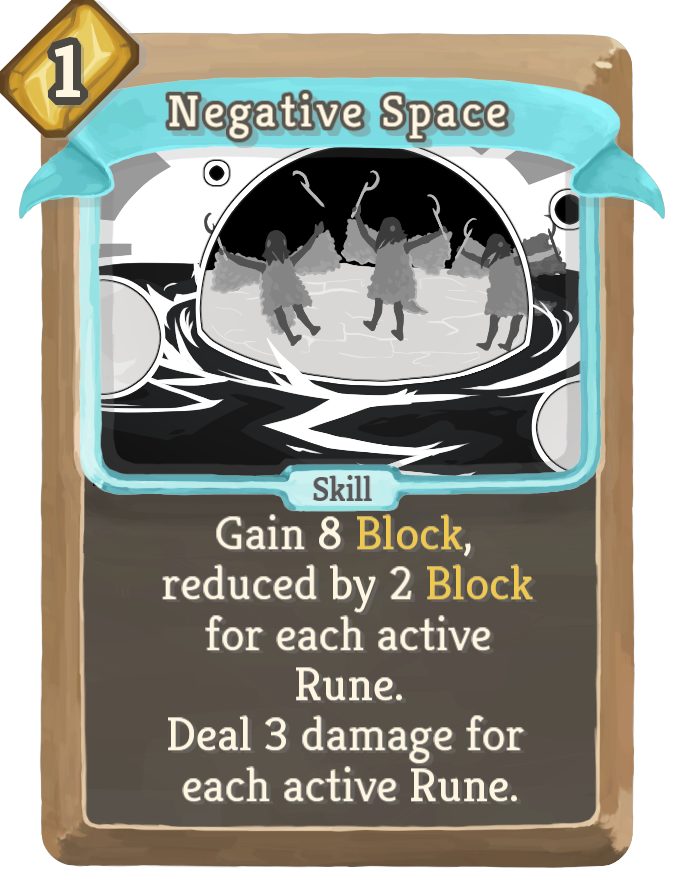 1
Negative Space
Skill
Gain 8 Block,
reduced by 2 Block
for each active
Rune.
Deal 3 damage for
each active Rune.